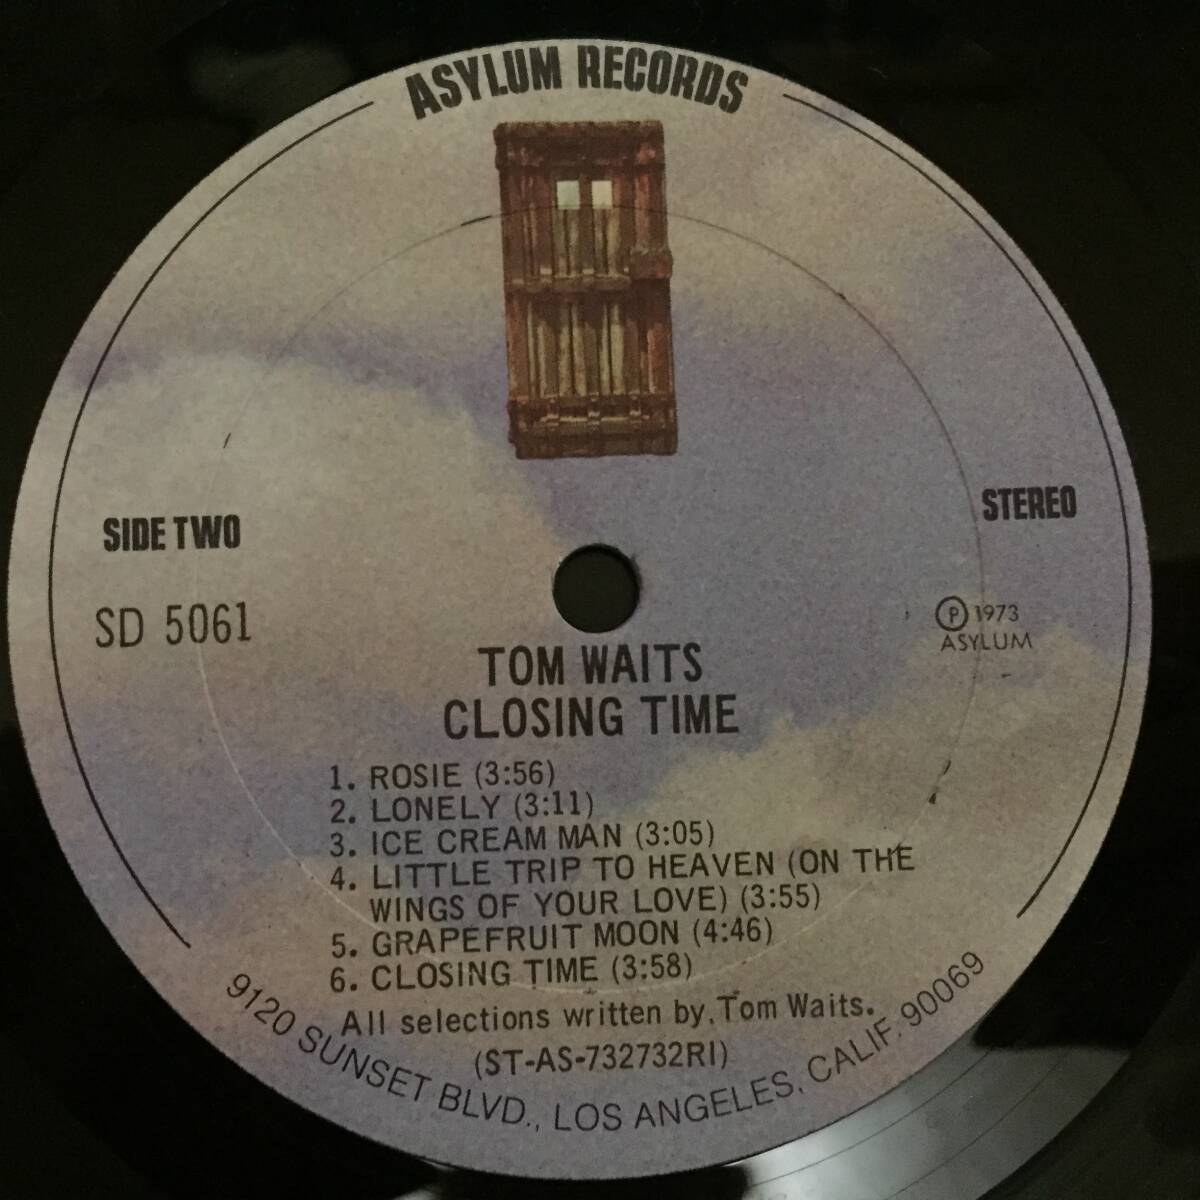 ASYLUM RECORDS
SIDE TWO
STEREO
SD 5061
Ⓟ 1973
ASYLUM
TOM WAITS
CLOSING TIME
1. ROSIE (3:56)
2. LONELY (3:11)
3. ICE CREAM MAN (3:05)
4. LITTLE TRIP TO HEAVEN (ON THE
WINGS OF YOUR LOVE) (3:55)
5. GRAPEFRUIT MOON (4:46)
6. CLOSING TIME (3:58)
All selections written by Tom Waits.
(ST-AS-732732RI)
9120 SUNSET BLVD., LOS ANGELES, CALIF. 90069